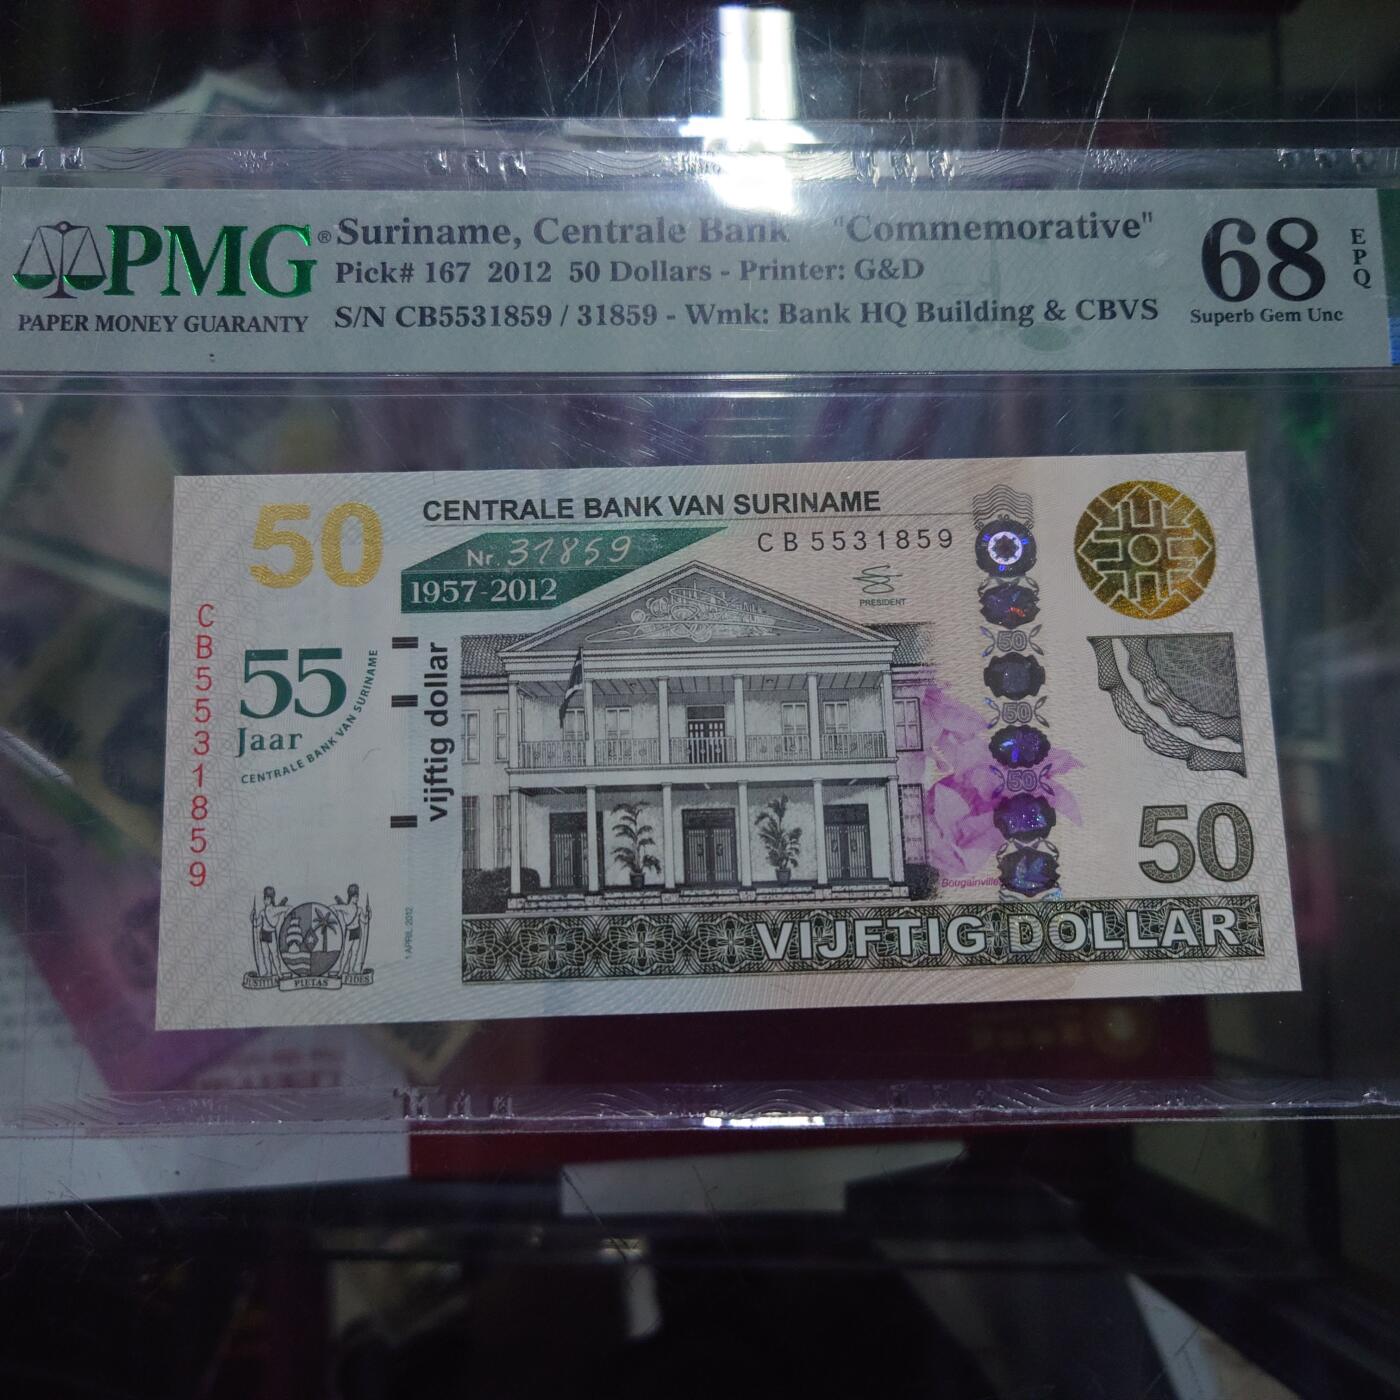 PMG®
PAPER MONEY GUARANTY
Suriname, Centrale Bank "Commemorative"
Pick# 167 2012 50 Dollars - Printer: G&D
S/N CB5531859 / 31859 - Wmk: Bank HQ Building & CBVS
68
EPQ
Superb Gem Unc
50
CENTRALE BANK VAN SURINAME
Nr. 31859
CB5531859
1957-2012
PRESIDENT
CB5531859
55
Jaar
CENTRALE BANK VAN SURINAME
vijftig dollar
50
50
50
Bougainville
50
1 APRIL 2012
JUSTITIA PIETAS FIDES
VIJFTIG DOLLAR